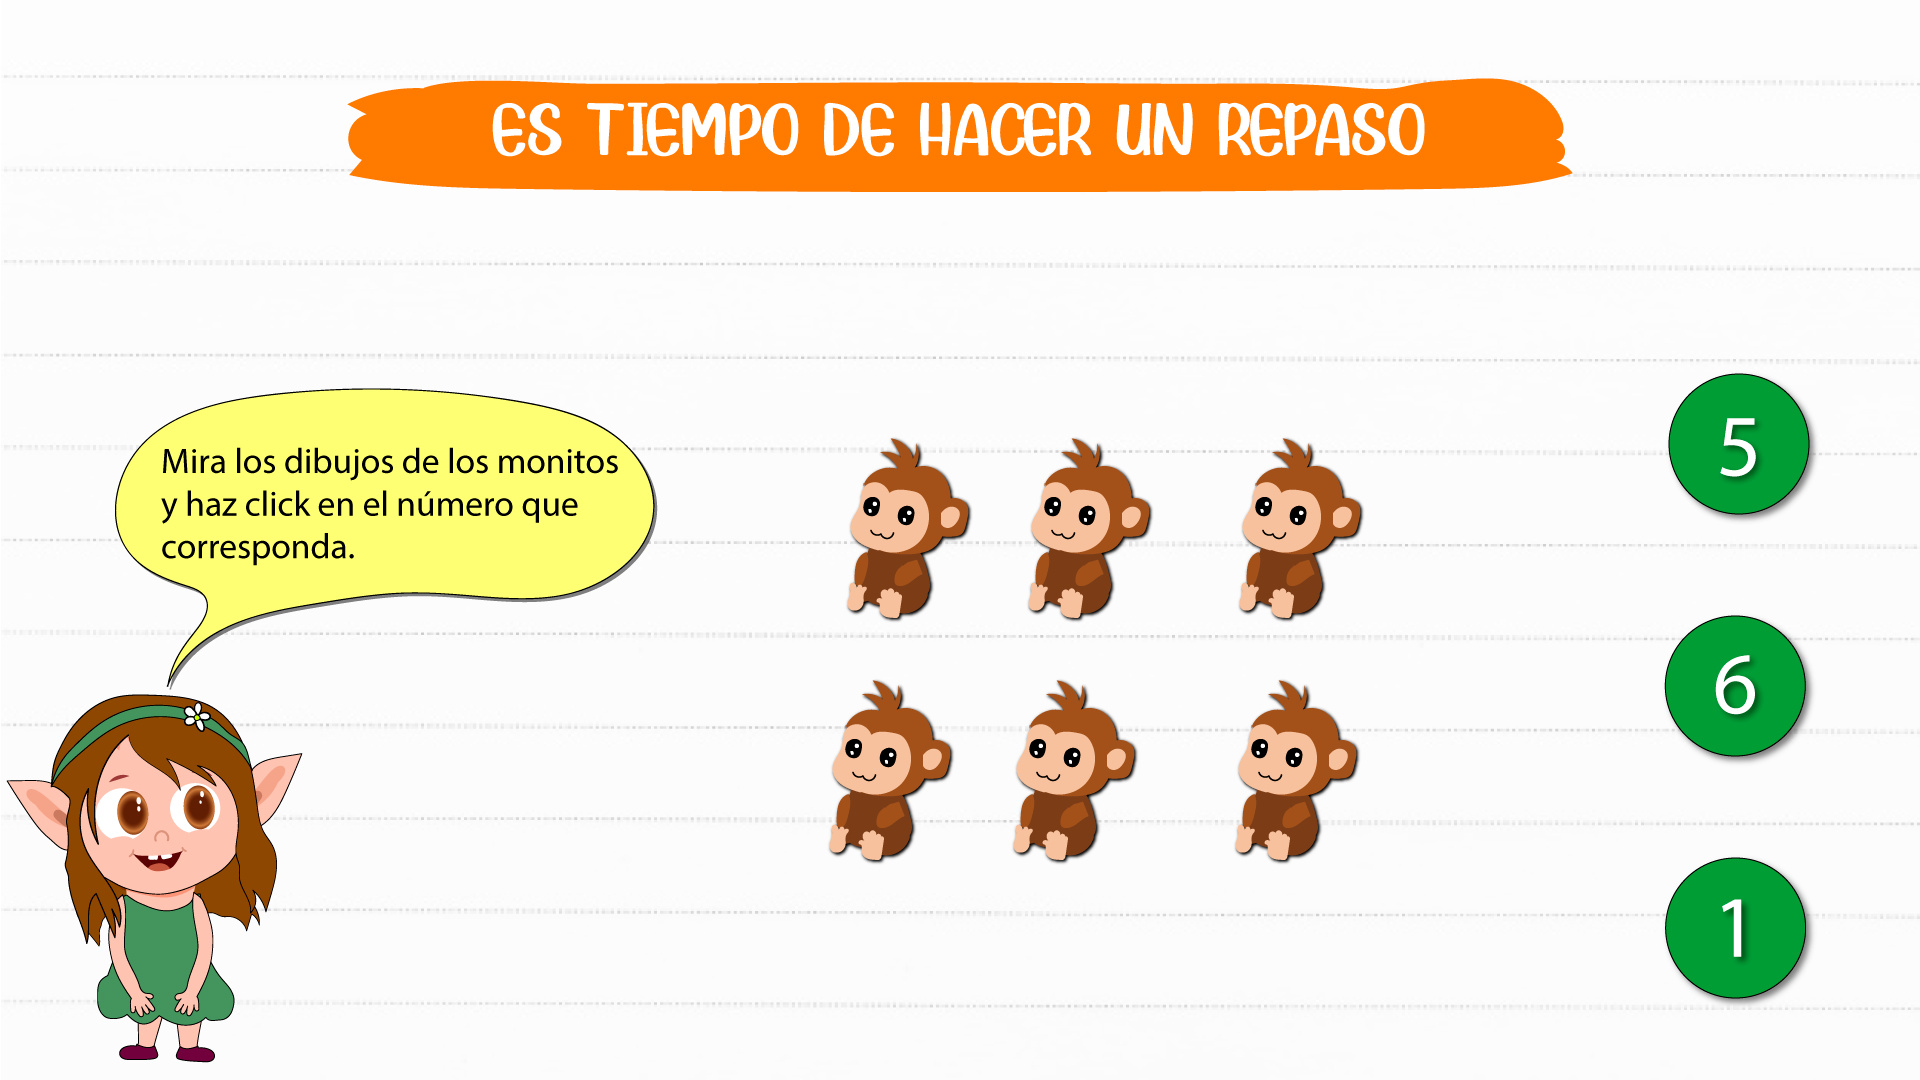 ES TIEMPO DE HACER UN REPASO
Mira los dibujos de los monitos
y haz click en el número que
corresponda.
5
6
1